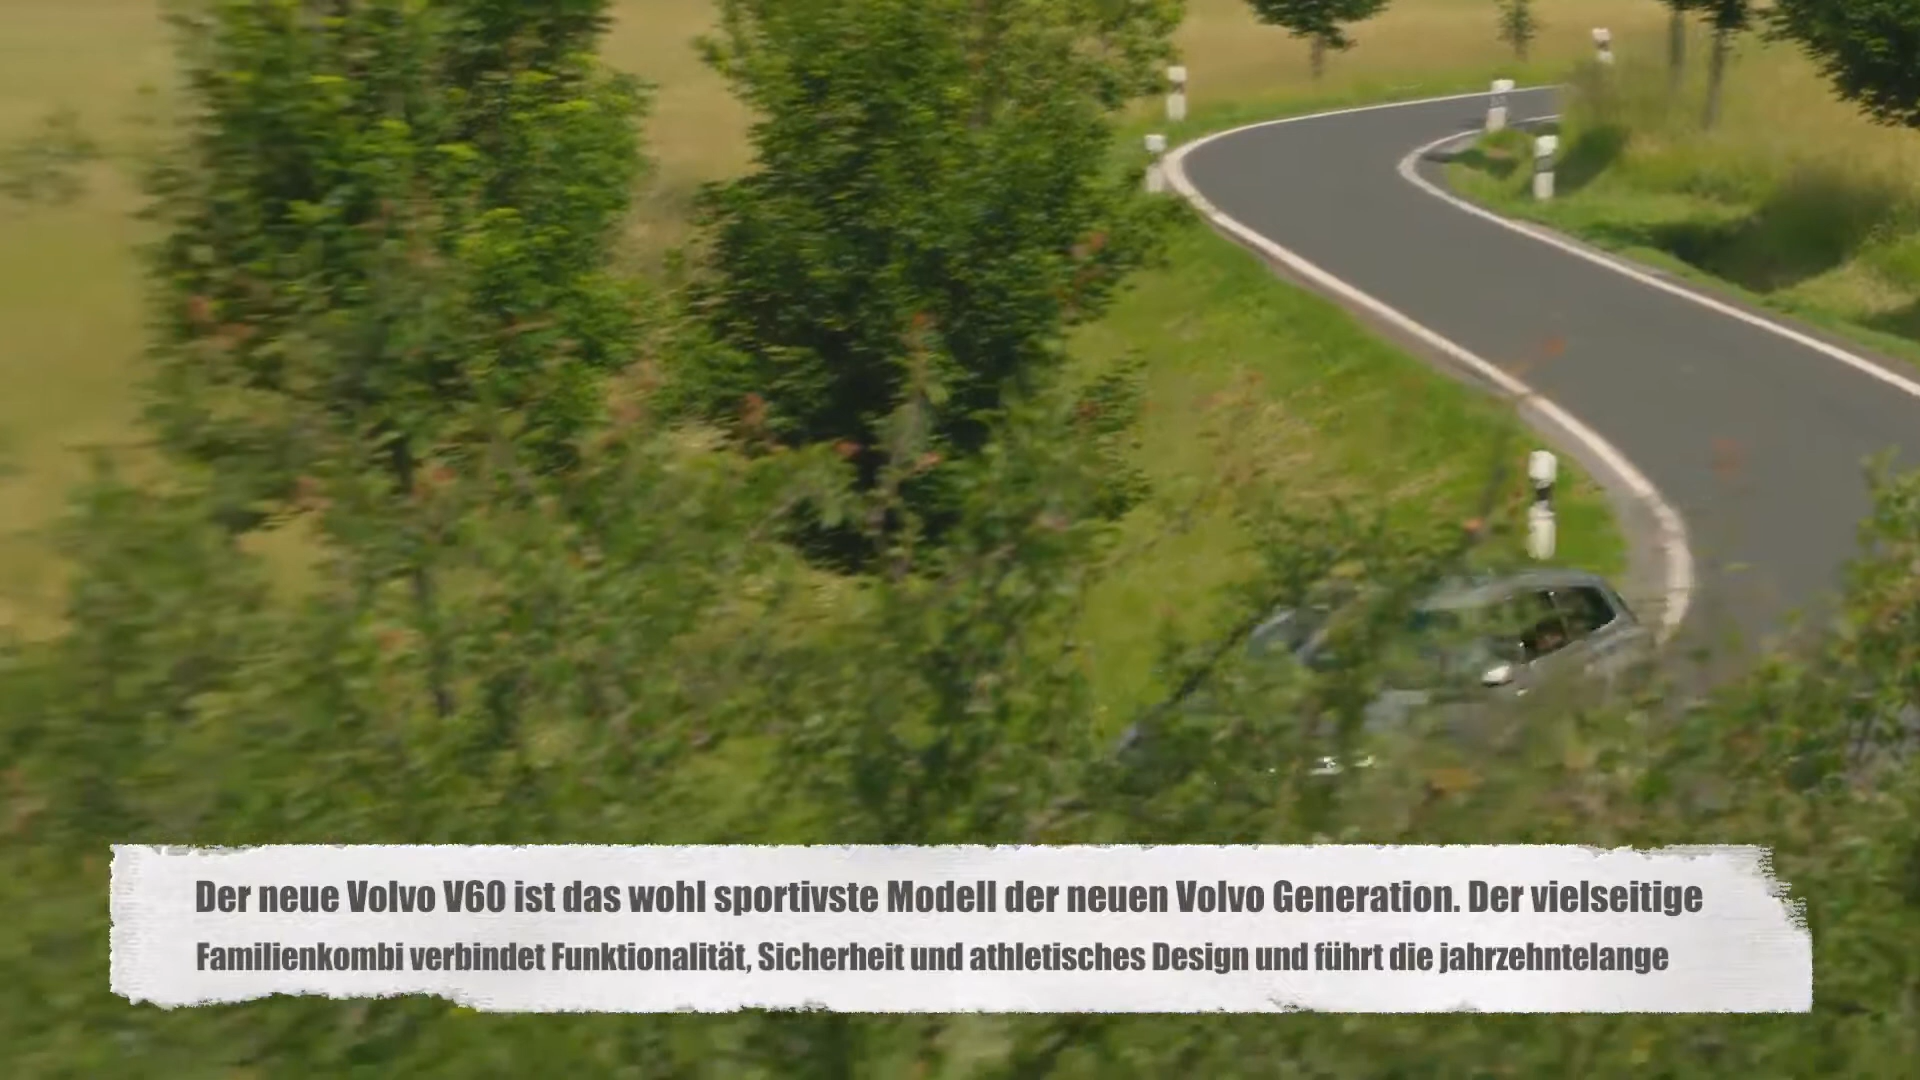 Der neue Volvo V60 ist das wohl sportivste Modell der neuen Volvo Generation. Der vielseitige
Familienkombi verbindet Funktionalität, Sicherheit und athletisches Design und führt die jahrzehntelange